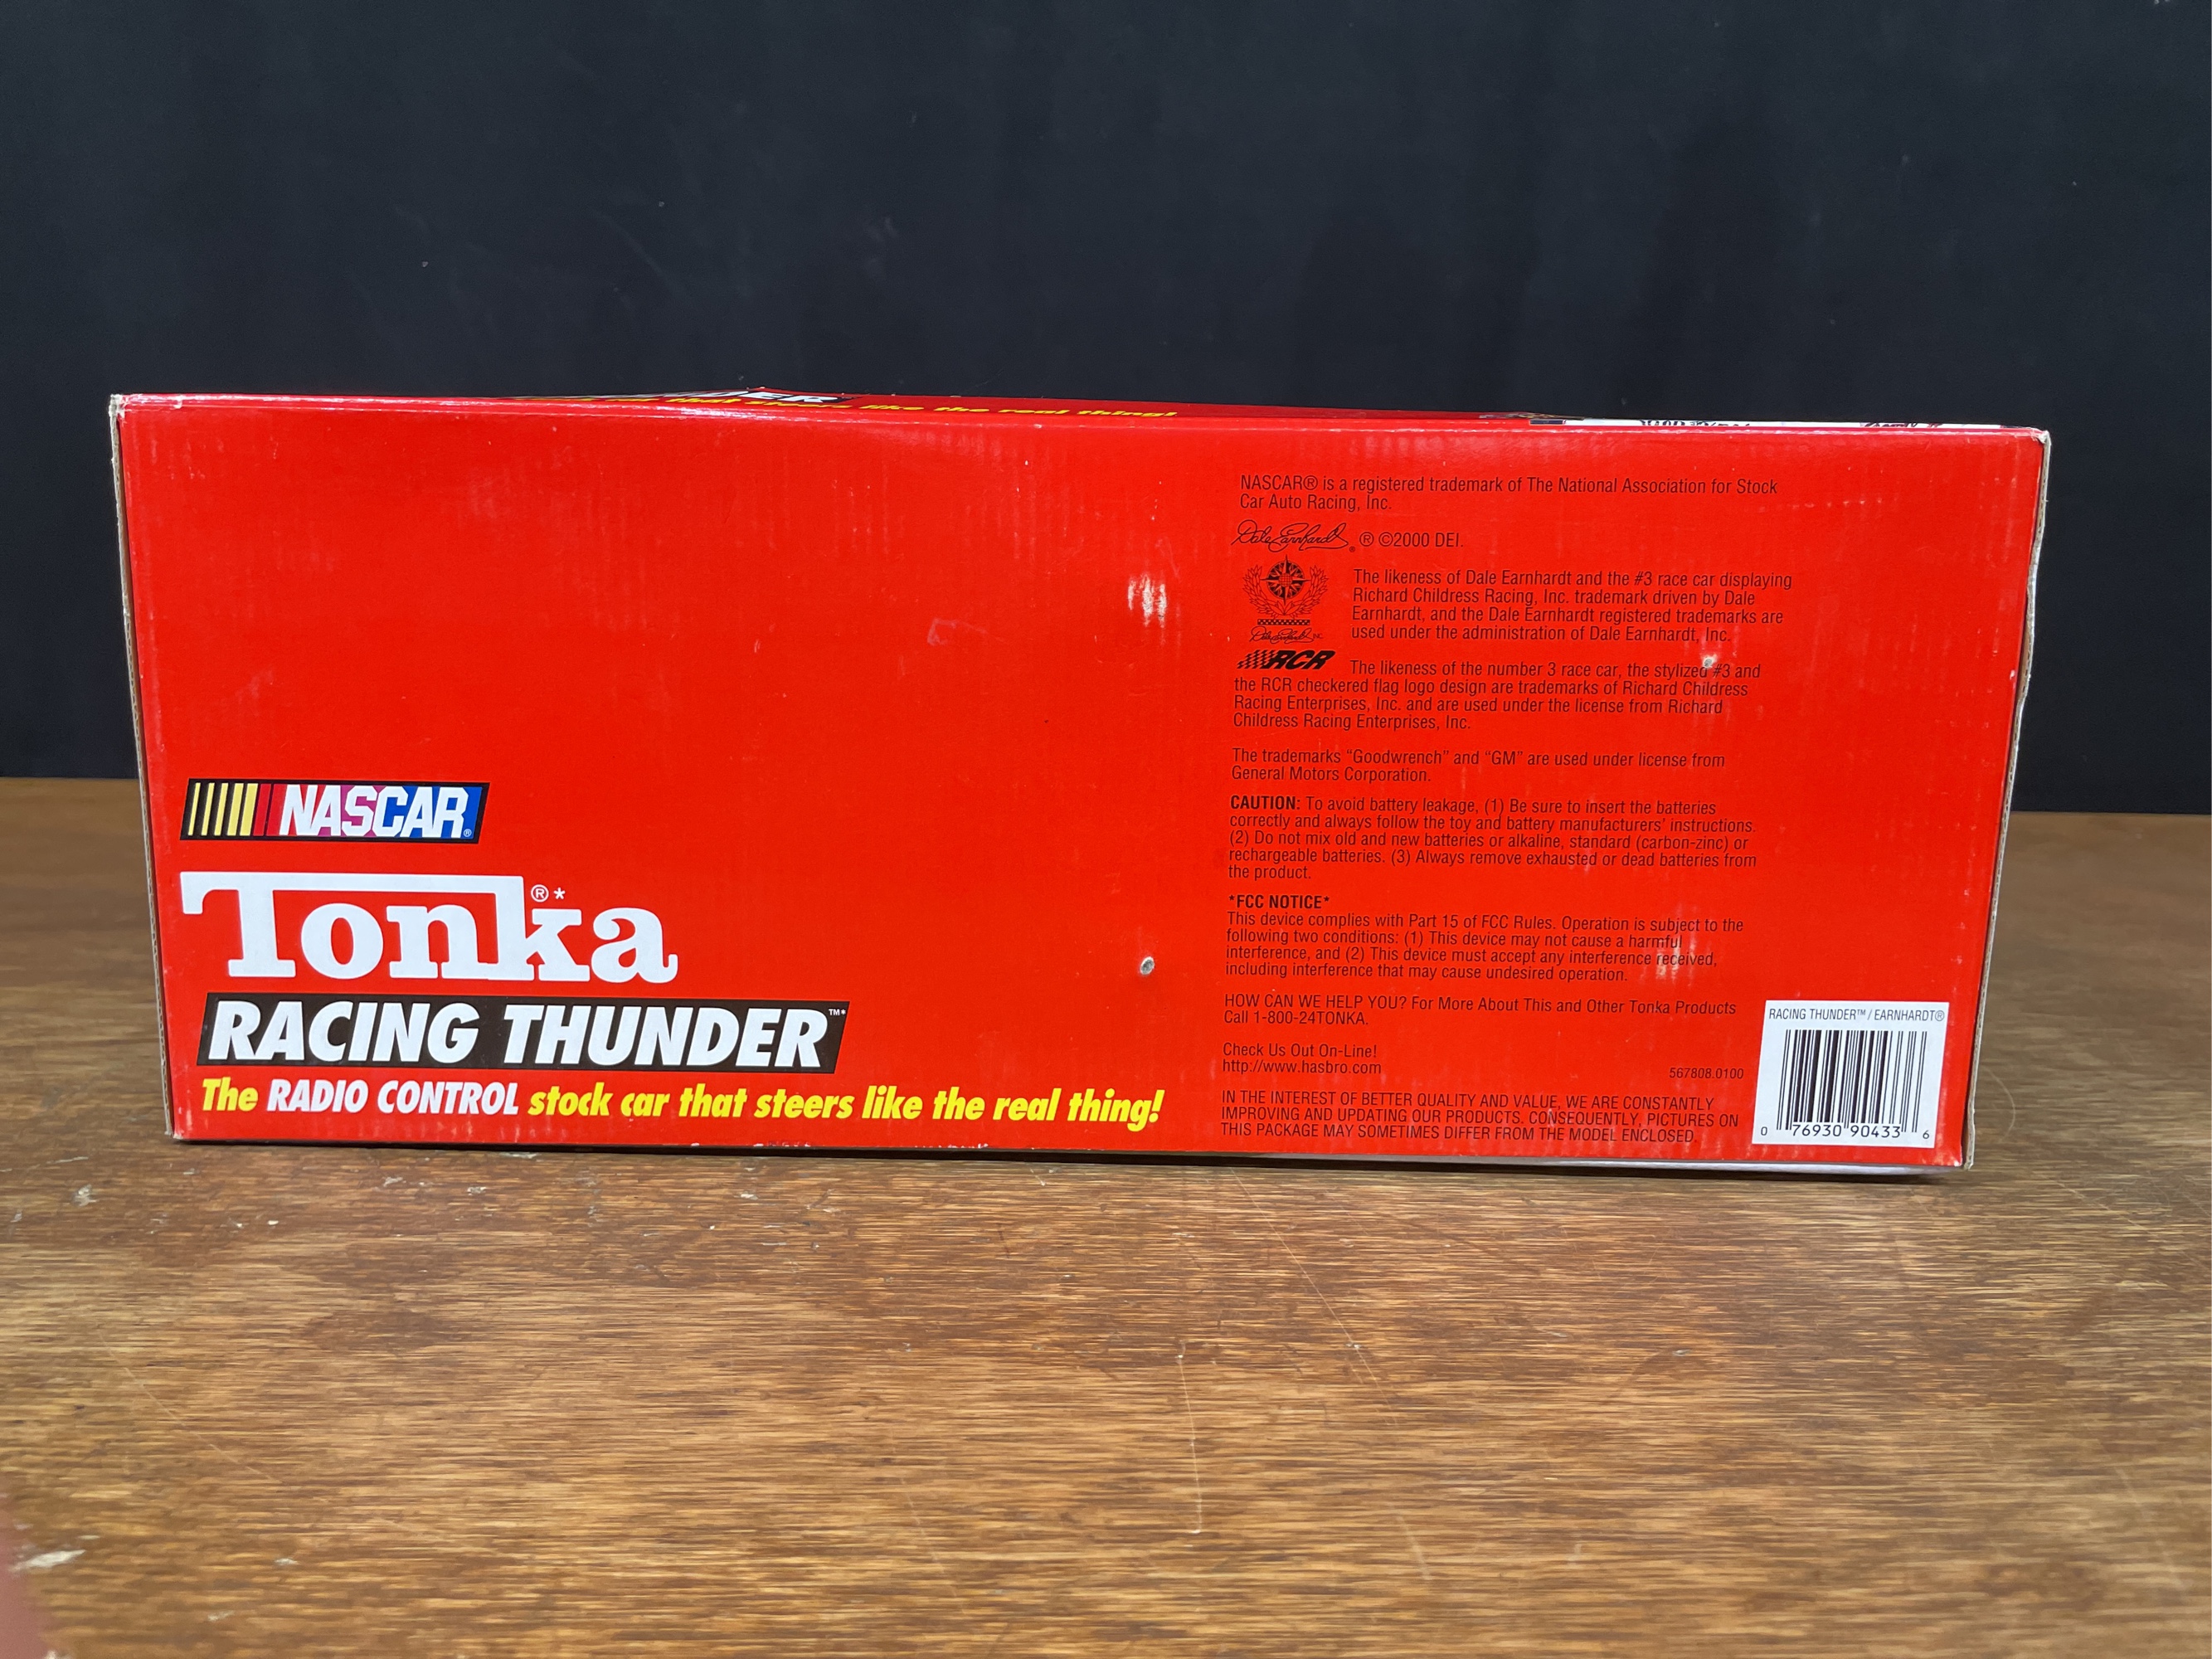 like the real thing!
NASCAR®
Tonka®*
RACING THUNDER™*
The RADIO CONTROL stock car that steers like the real thing!
NASCAR® is a registered trademark of The National Association for Stock
Car Auto Racing, Inc.
Dale Earnhardt ® ©2000 DEI.
The likeness of Dale Earnhardt and the #3 race car displaying
Richard Childress Racing, Inc. trademark driven by Dale
Earnhardt, and the Dale Earnhardt registered trademarks are
used under the administration of Dale Earnhardt, Inc.
RCR The likeness of the number 3 race car, the stylized #3 and
the RCR checkered flag logo design are trademarks of Richard Childress
Racing Enterprises, Inc. and are used under the license from Richard
Childress Racing Enterprises, Inc.
The trademarks “Goodwrench” and “GM” are used under license from
General Motors Corporation.
CAUTION: To avoid battery leakage, (1) Be sure to insert the batteries
correctly and always follow the toy and battery manufacturers' instructions.
(2) Do not mix old and new batteries or alkaline, standard (carbon-zinc) or
rechargeable batteries. (3) Always remove exhausted or dead batteries from
the product.
*FCC NOTICE*
This device complies with Part 15 of FCC Rules. Operation is subject to the
following two conditions: (1) This device may not cause a harmful
interference, and (2) This device must accept any interference received,
including interference that may cause undesired operation.
HOW CAN WE HELP YOU? For More About This and Other Tonka Products
Call 1-800-24TONKA.
Check Us Out On-Line!
http://www.hasbro.com
567808.0100
IN THE INTEREST OF BETTER QUALITY AND VALUE, WE ARE CONSTANTLY
IMPROVING AND UPDATING OUR PRODUCTS. CONSEQUENTLY, PICTURES ON
THIS PACKAGE MAY SOMETIMES DIFFER FROM THE MODEL ENCLOSED.
RACING THUNDER™ / EARNHARDT®
0 76930 90433 6